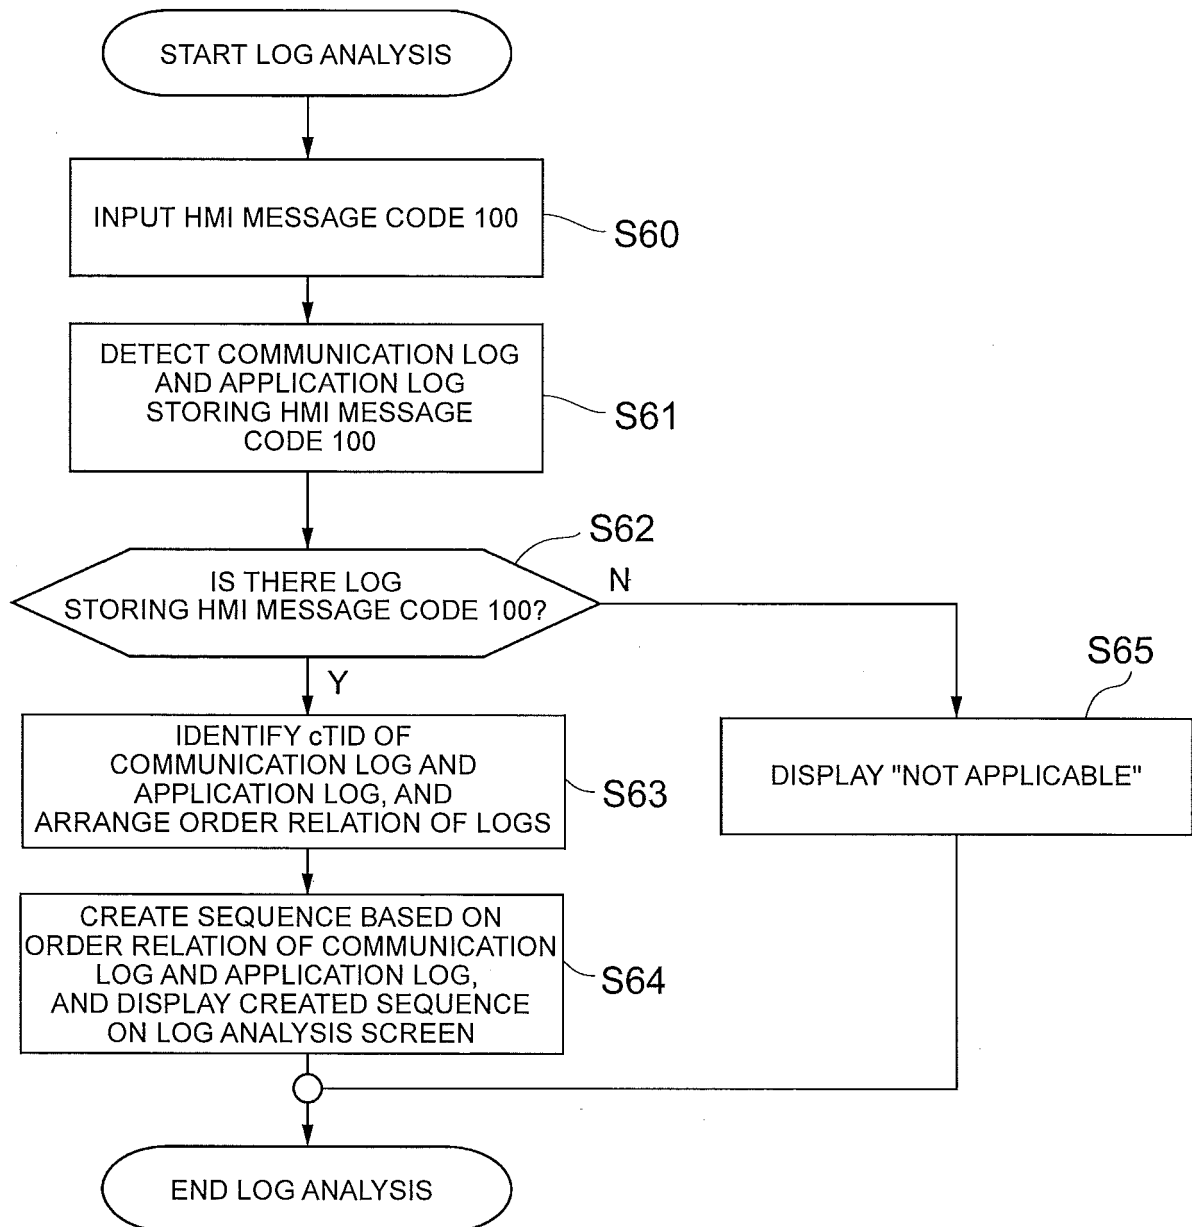 START LOG ANALYSIS
INPUT HMI MESSAGE CODE 100
S60
DETECT COMMUNICATION LOG
AND APPLICATION LOG
STORING HMI MESSAGE
CODE 100
S61
S62
IS THERE LOG
STORING HMI MESSAGE CODE 100?
N
Y
S65
DISPLAY "NOT APPLICABLE"
IDENTIFY cTID OF
COMMUNICATION LOG AND
APPLICATION LOG, AND
ARRANGE ORDER RELATION OF LOGS
S63
CREATE SEQUENCE BASED ON
ORDER RELATION OF COMMUNICATION
LOG AND APPLICATION LOG,
AND DISPLAY CREATED SEQUENCE
ON LOG ANALYSIS SCREEN
S64
END LOG ANALYSIS